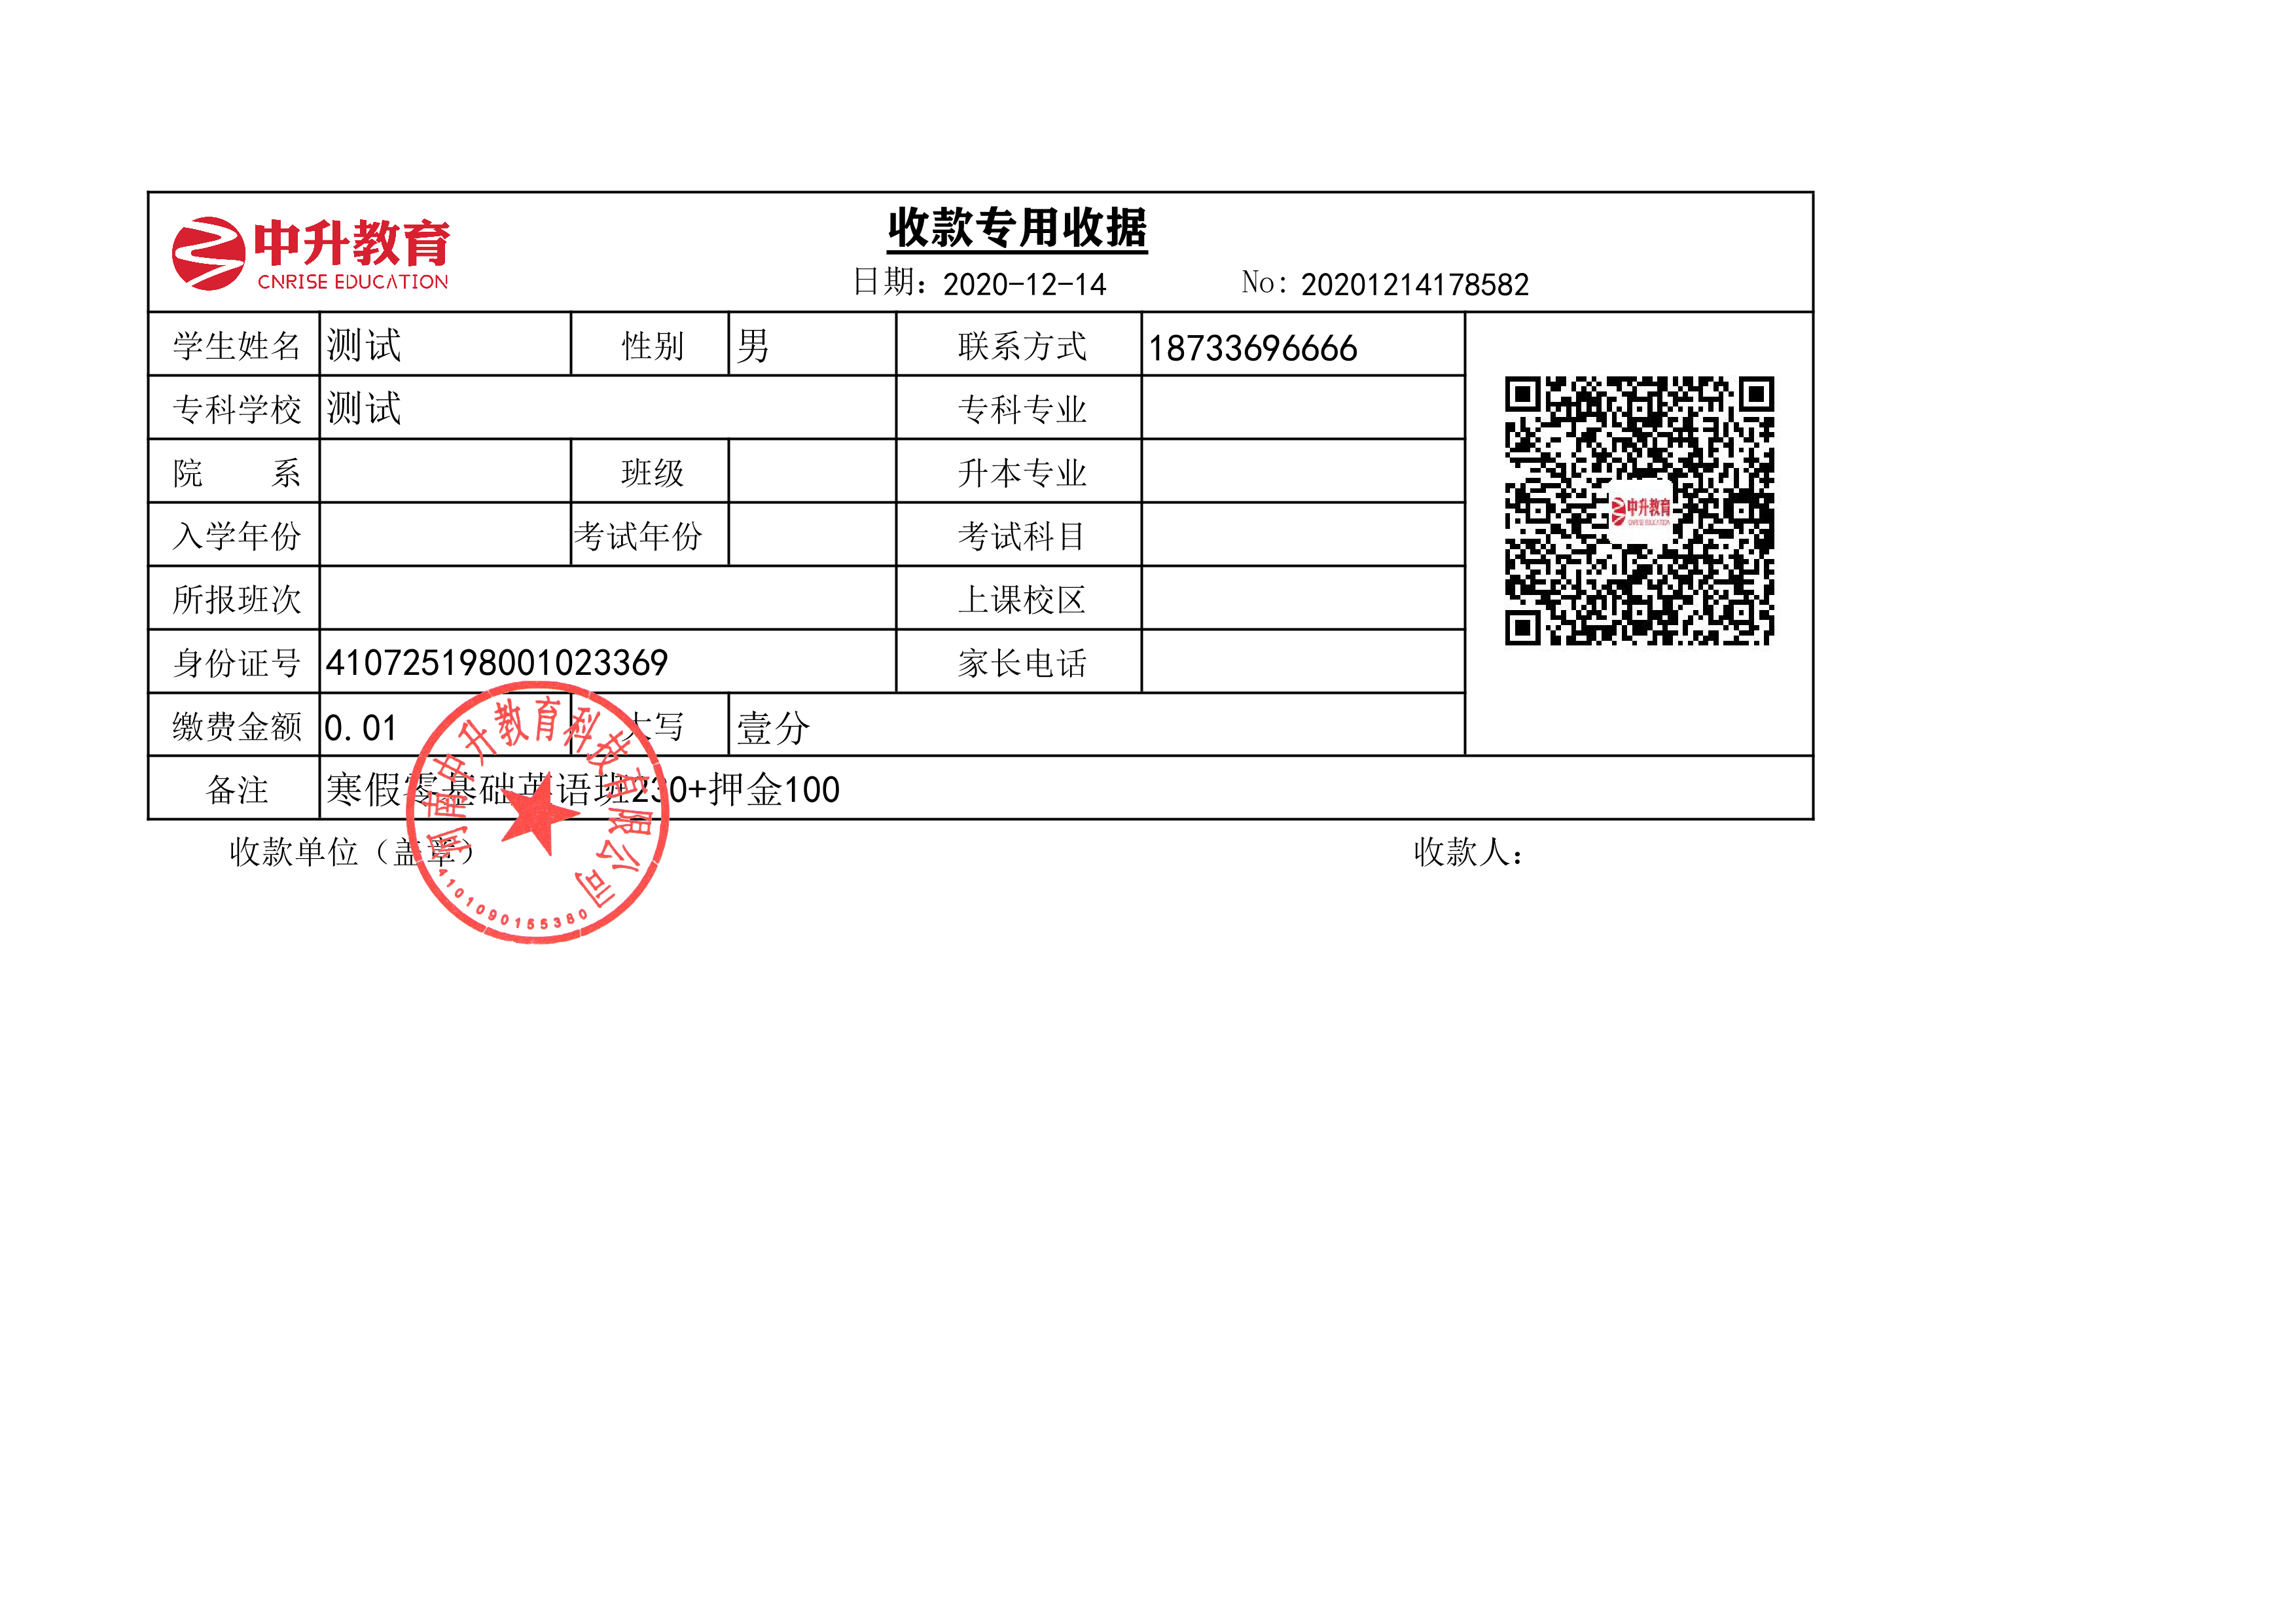 中升教育
CNRISE EDUCATION
收款专用收据
日期：2020-12-14 No：20201214178582
学生姓名 测试 性别 男 联系方式 18733696666
专科学校 测试 专科专业
院 系 班级 升本专业
中升教育
CNRISE EDUCATION
入学年份 考试年份 考试科目
所报班次 上课校区
身份证号 410725198001023369 家长电话
缴费金额 0.01 大写 壹分
备注 寒假零基础英语班230+押金100
收款单位（盖章） 收款人：
河南中升教育科技有限公司
4101090155380